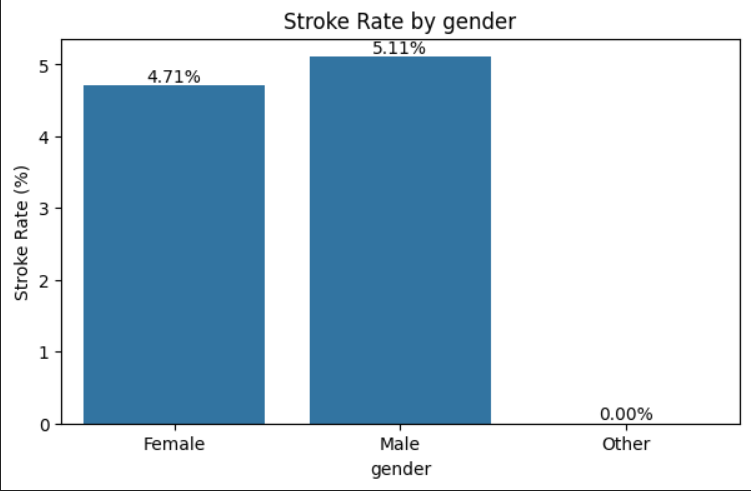 Stroke Rate by gender
5.11%
4.71%
0.00%
5
4
3
2
1
0
Stroke Rate (%)
Female
Male
Other
gender